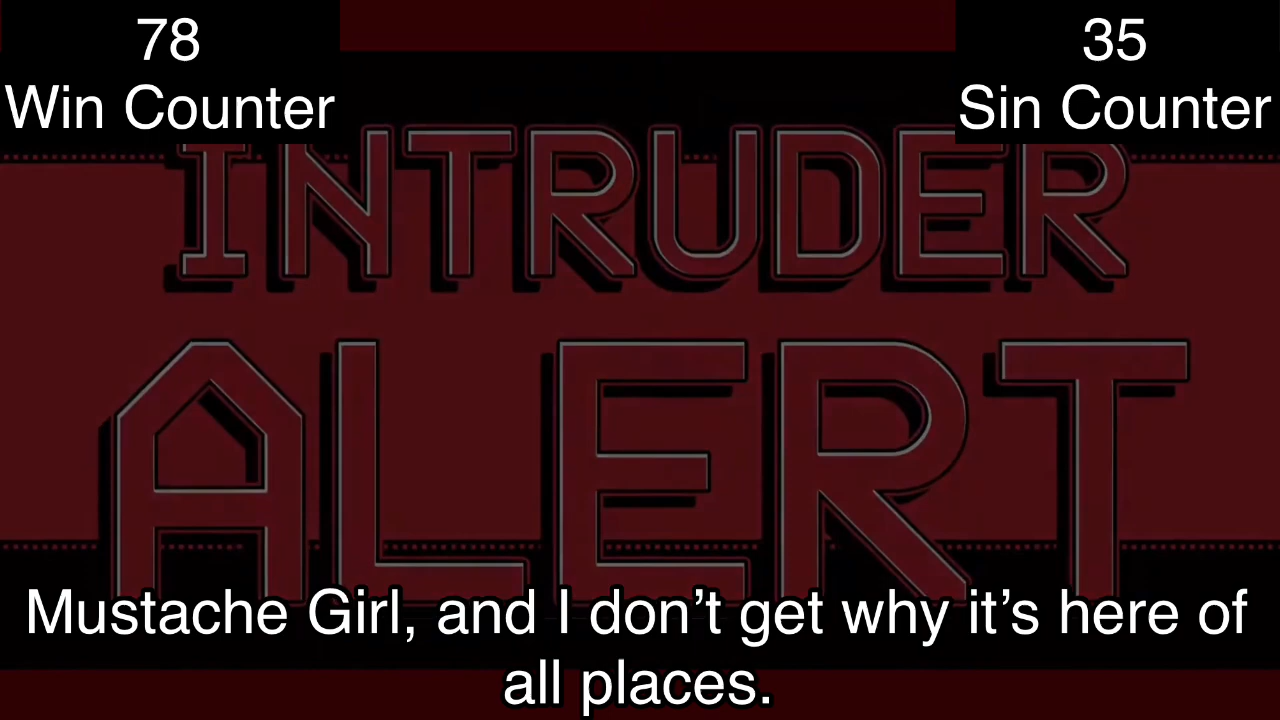 78
Win Counter
35
Sin Counter
INTRUDER
ALERT
Mustache Girl, and I don’t get why it’s here of
all places.